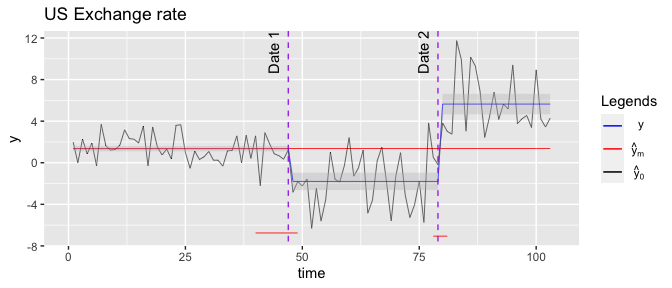 US Exchange rate
12
8
4
0
-4
-8
y
Date 1
Date 2
0
25
50
75
100
time
Legends
y
ŷm
ŷ0